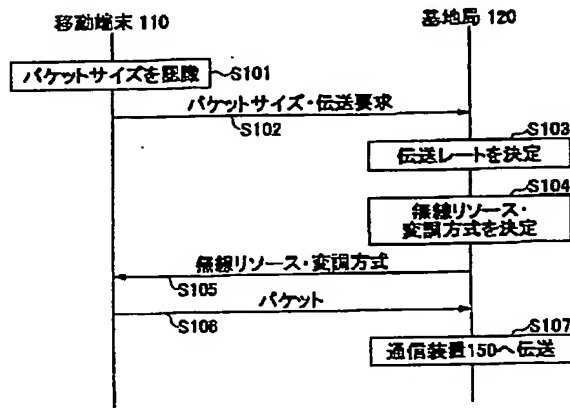 移動端末 110
基地局 120
パケットサイズを認識
S101
パケットサイズ・伝送要求
S102
S103
伝送レートを決定
S104
無線リソース・
変調方式を決定
無線リソース・変調方式
S105
パケット
S106
S107
通信装置150へ伝送